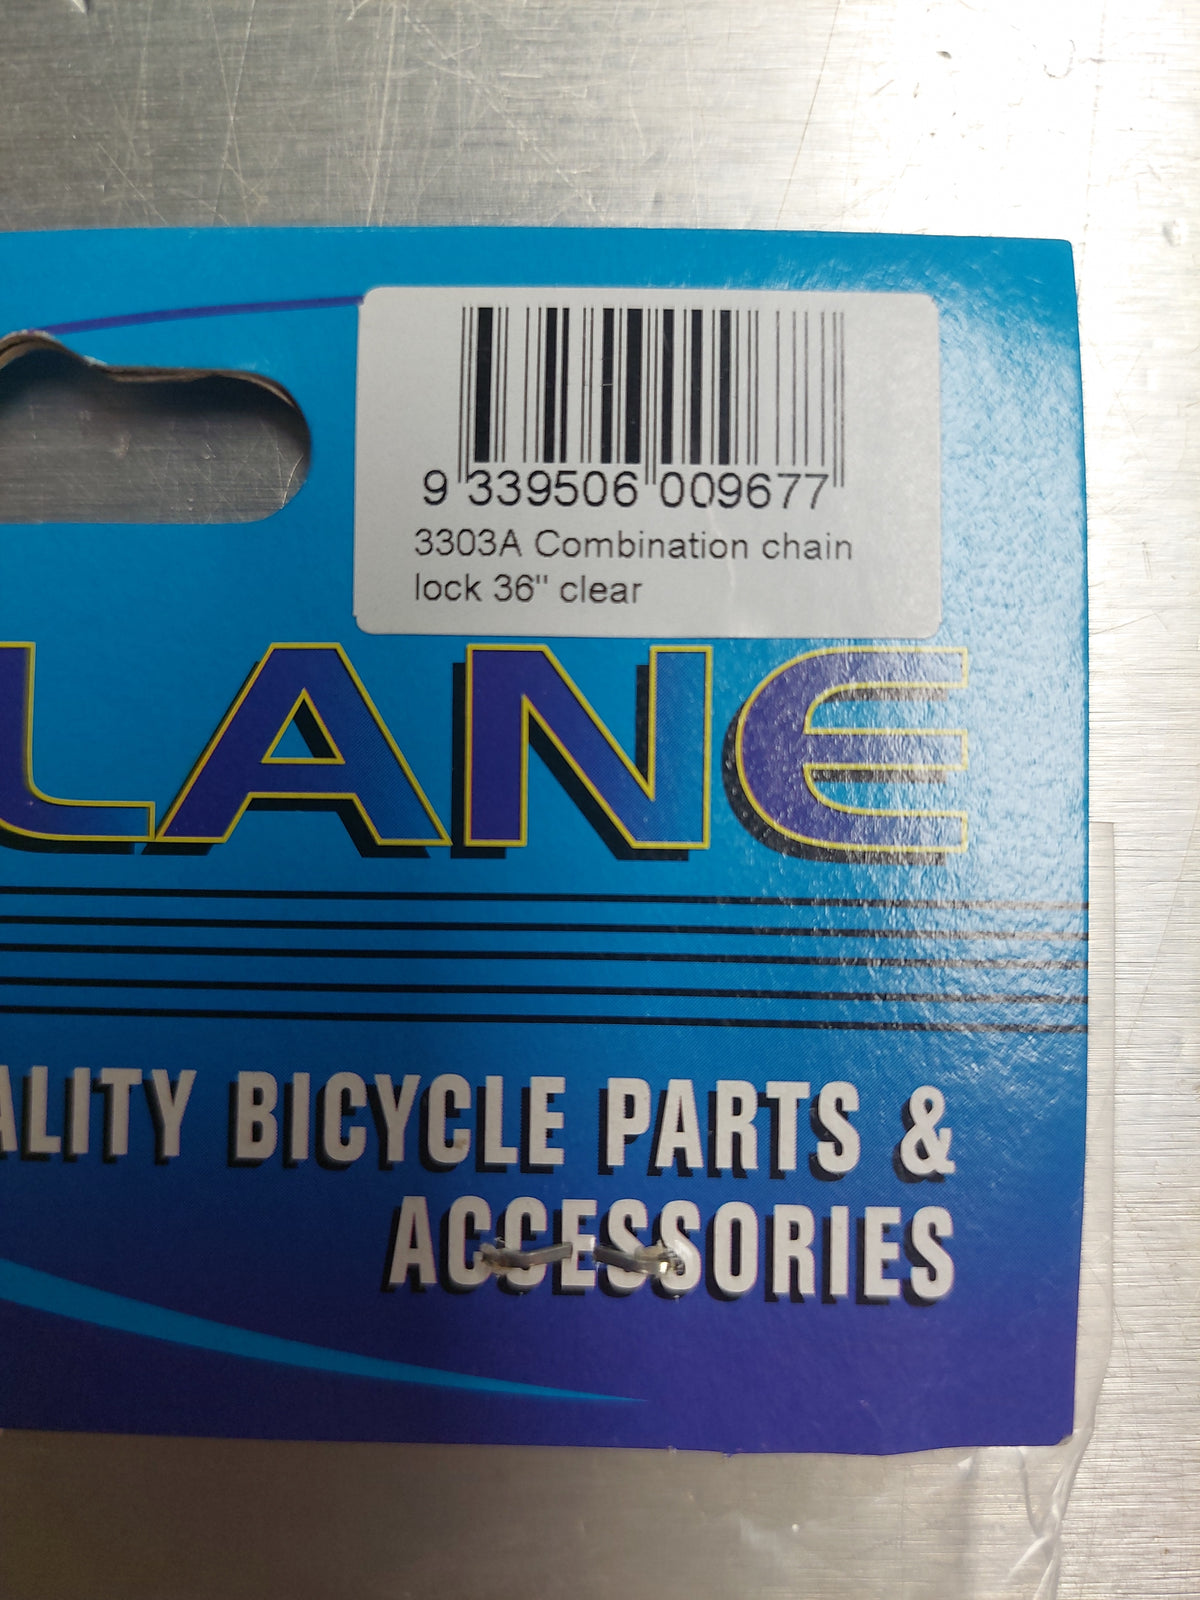 9 339506 009677
3303A Combination chain
lock 36" clear
LANE
ALITY BICYCLE PARTS &
ACCESSORIES